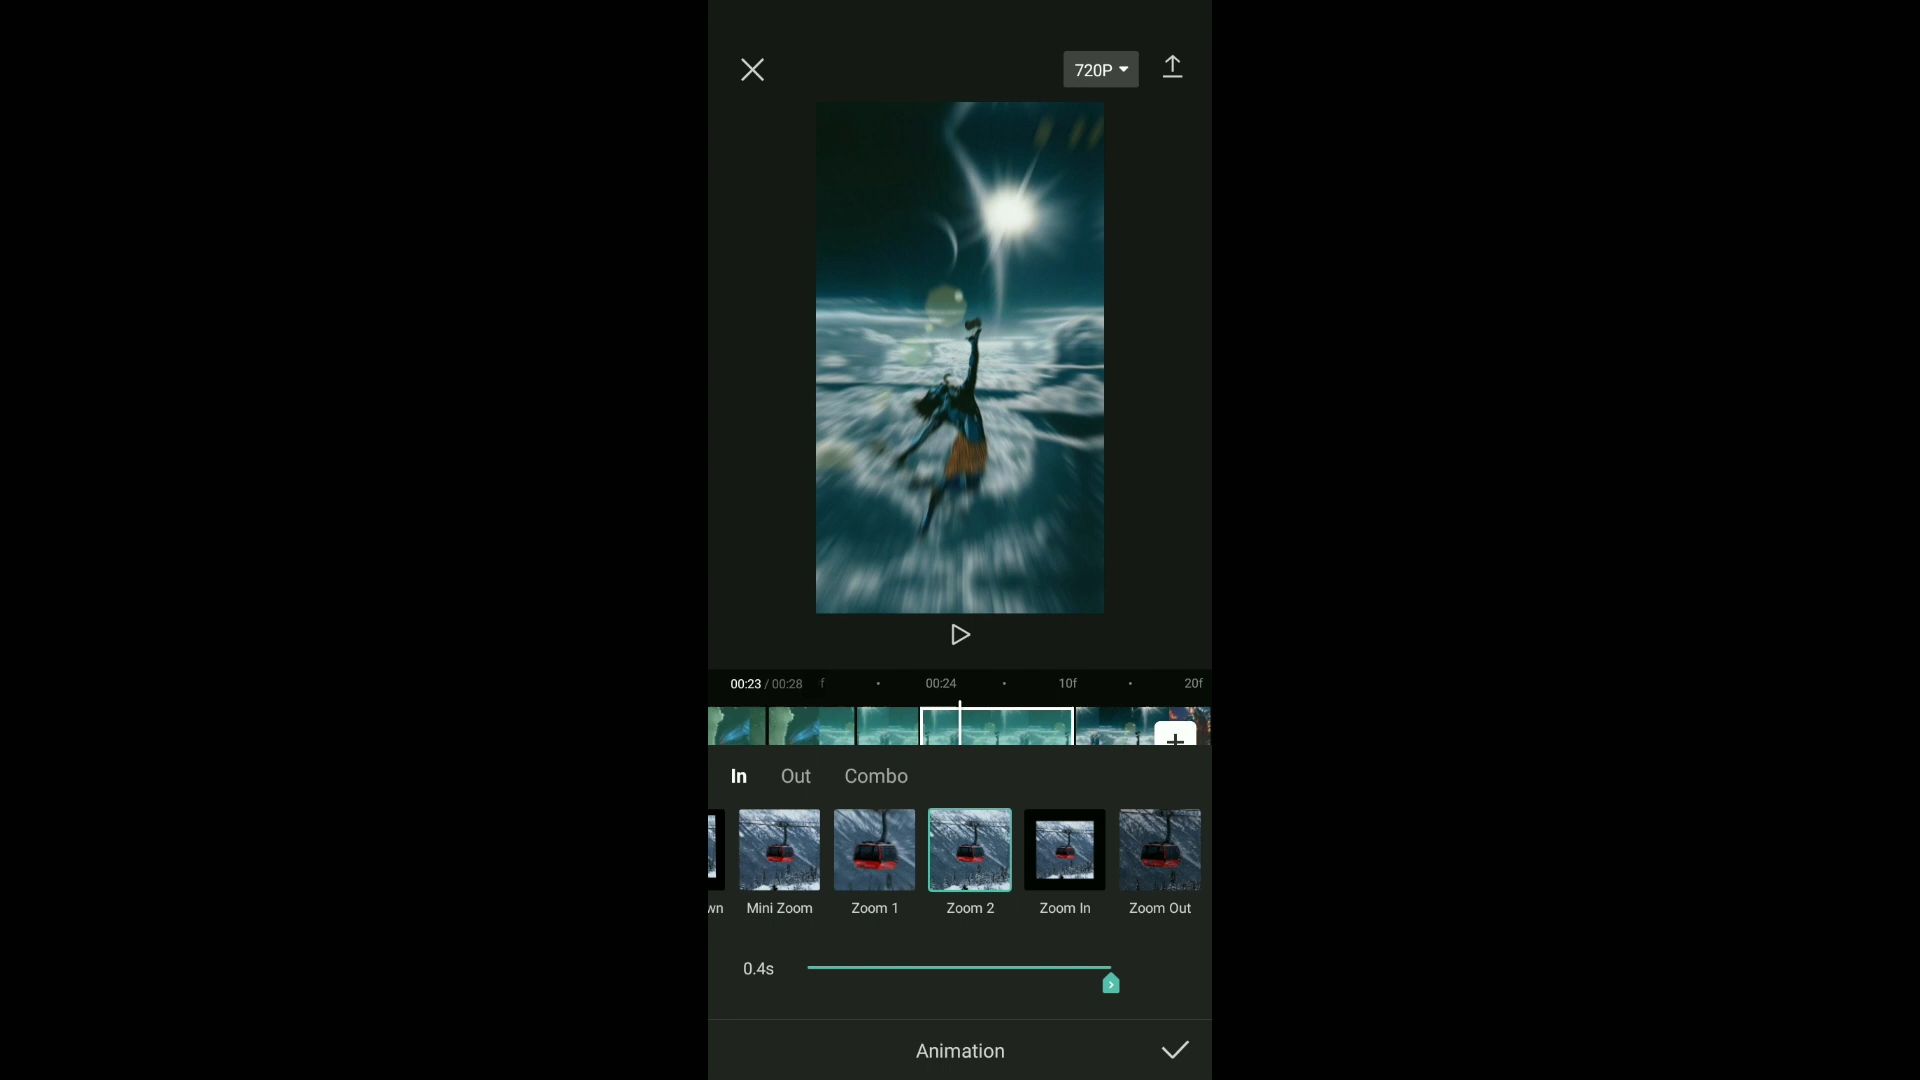 720P
00:23 / 00:28 f 00:24 10f 20f
In Out Combo
wn Mini Zoom Zoom 1 Zoom 2 Zoom In Zoom Out
0.4s
Animation